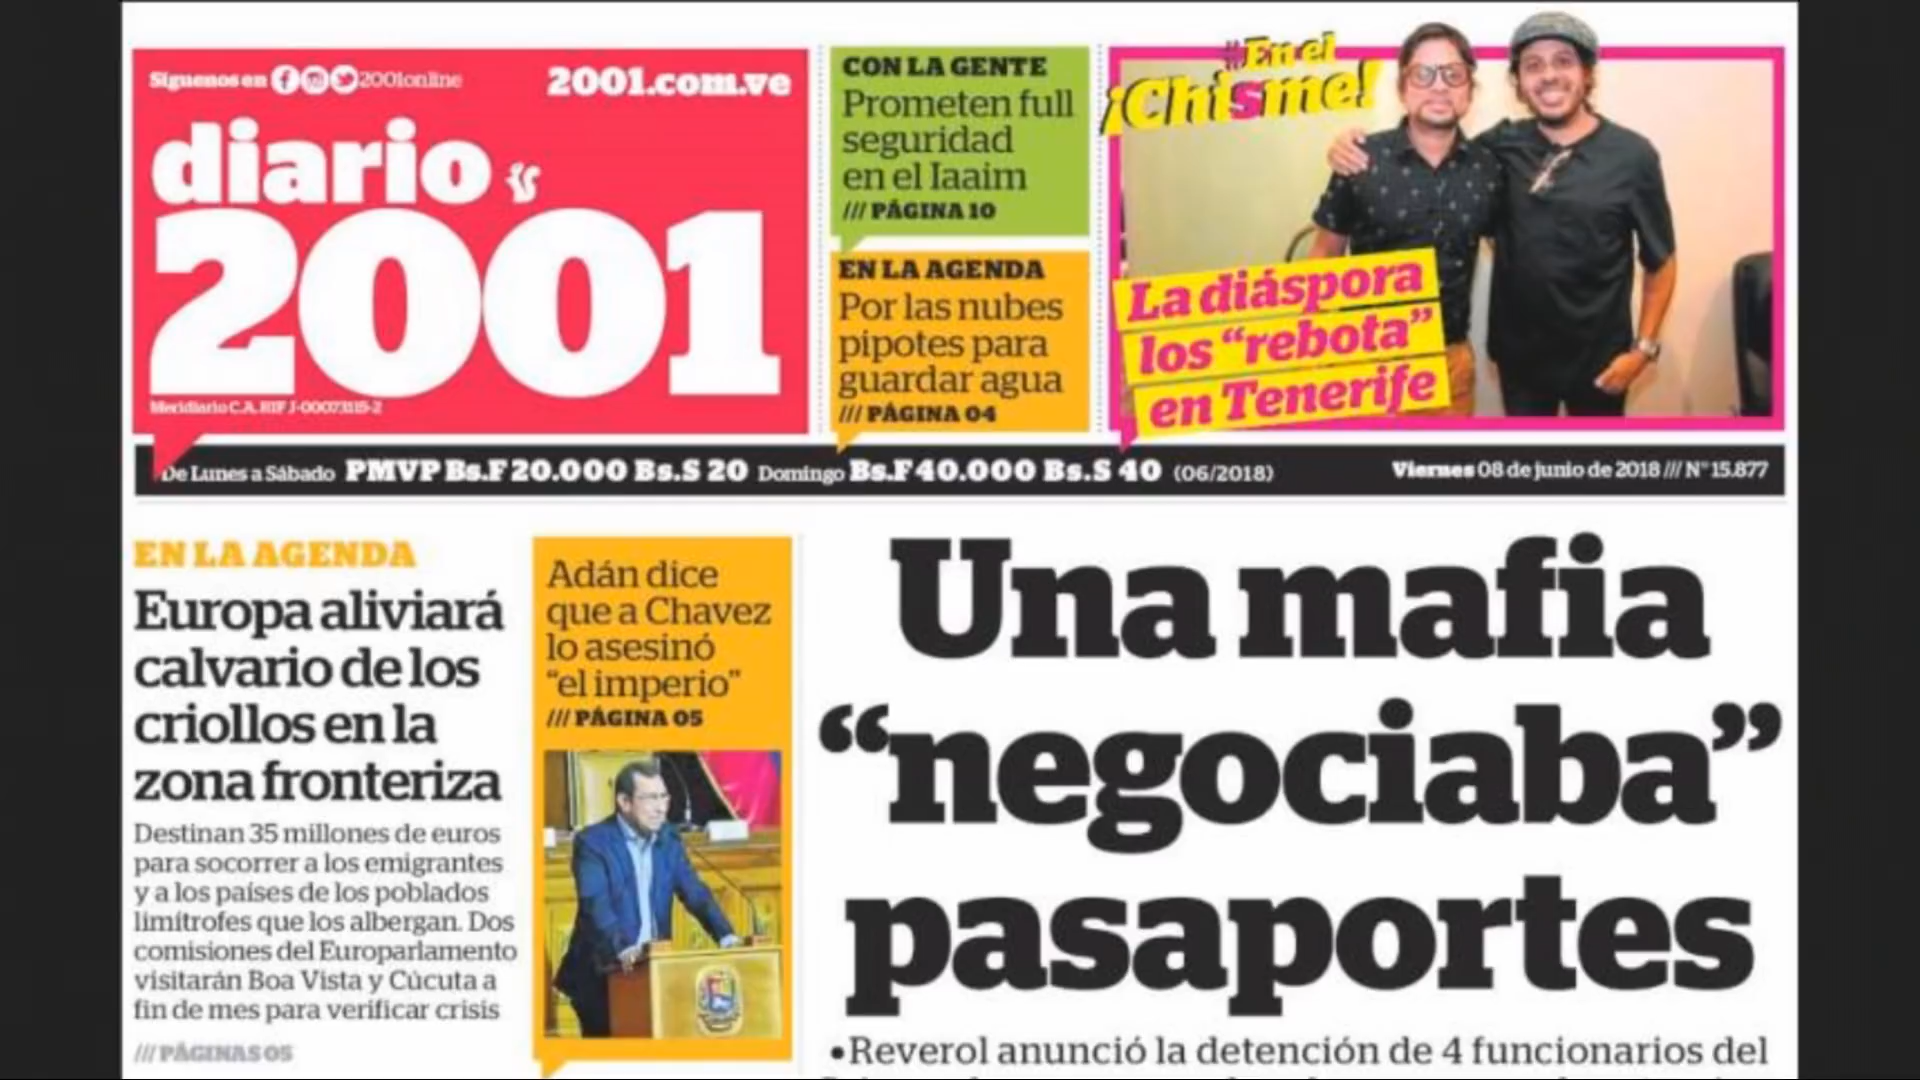 Síguenos en 2001online
2001.com.ve
diario
2001
Meridiario C.A. RIF J-00073115-2
CON LA GENTE
Prometen full
seguridad
en el Iaaim
/// PÁGINA 10
EN LA AGENDA
Por las nubes
pipotes para
guardar agua
/// PÁGINA 04
#En el
¡Chisme!
La diáspora
los “rebota”
en Tenerife
De Lunes a Sábado PMVP Bs.F 20.000 Bs.S 20 Domingo Bs.F 40.000 Bs.S 40 (06/2018)
Viernes 08 de junio de 2018 /// N° 15.877
EN LA AGENDA
Europa aliviará
calvario de los
criollos en la
zona fronteriza
Destinan 35 millones de euros
para socorrer a los emigrantes
y a los países de los poblados
limítrofes que los albergan. Dos
comisiones del Europarlamento
visitarán Boa Vista y Cúcuta a
fin de mes para verificar crisis
/// PÁGINAS 05
Adán dice
que a Chavez
lo asesinó
“el imperio”
/// PÁGINA 05
Una mafia
“negociaba”
pasaportes
•Reverol anunció la detención de 4 funcionarios del